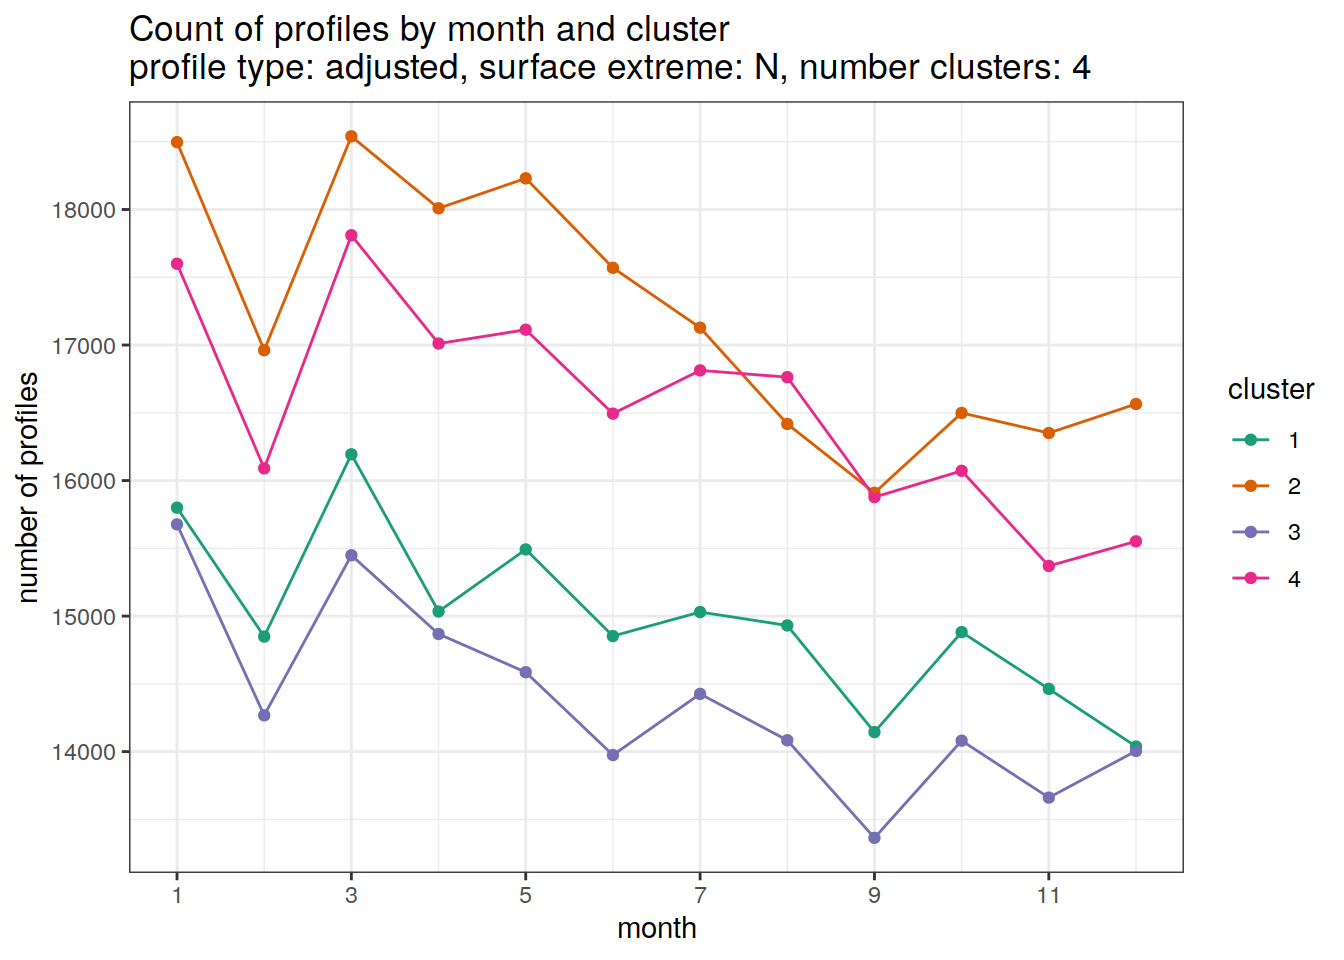 Count of profiles by month and cluster
profile type: adjusted, surface extreme: N, number clusters: 4
number of profiles
18000
17000
16000
15000
14000
1 3 5 7 9 11
month
cluster
1
2
3
4